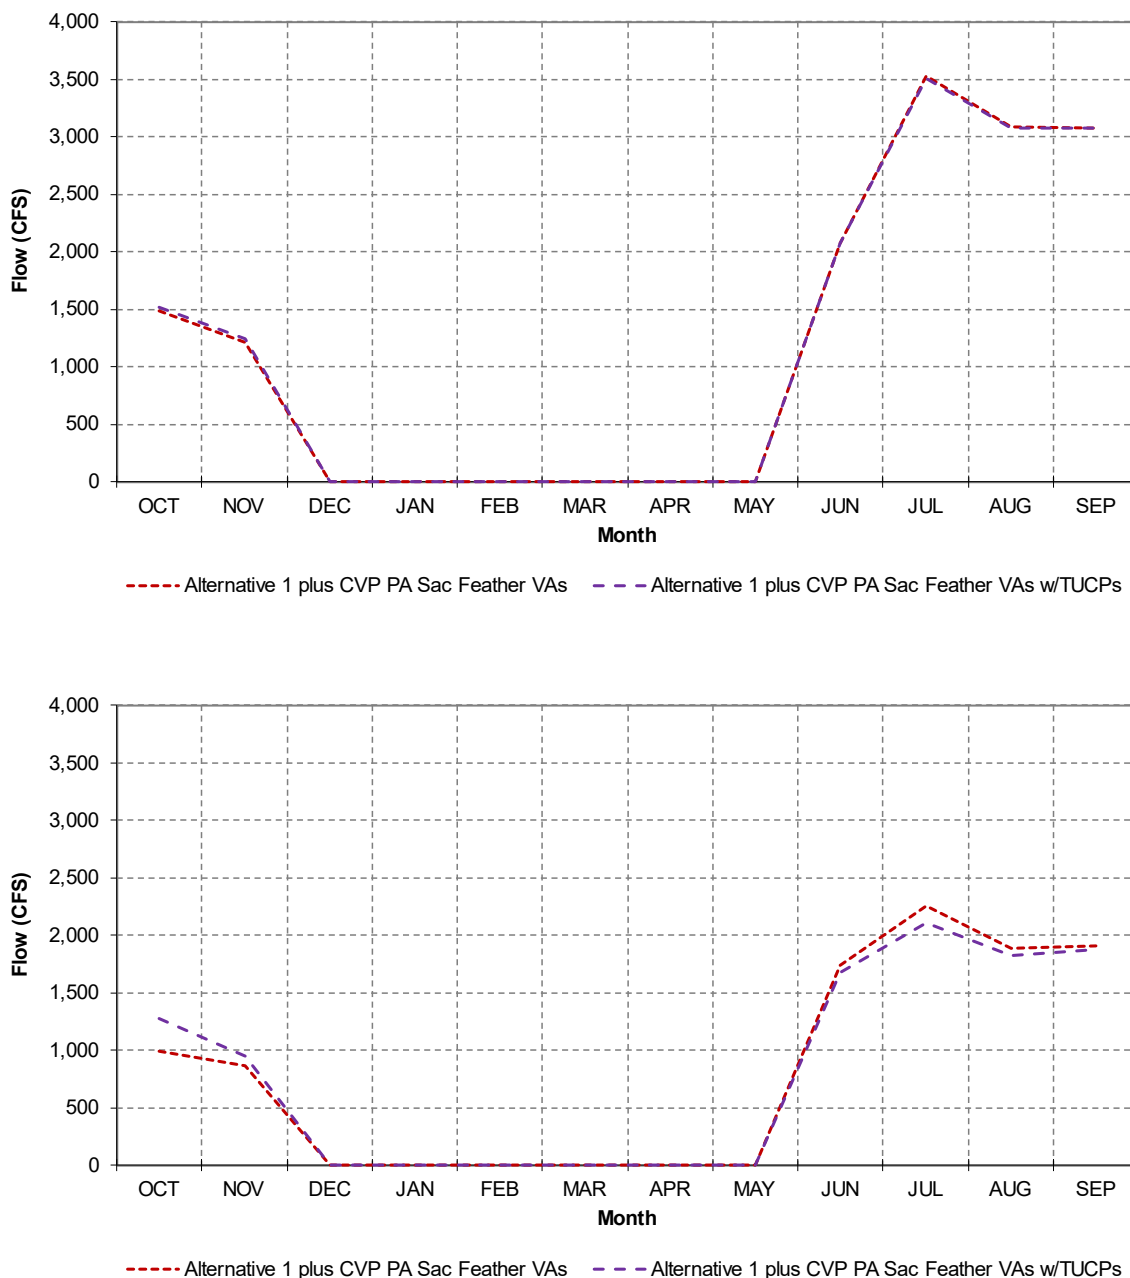 4,000
3,500
3,000
2,500
2,000
1,500
1,000
500
0
Flow (CFS)
OCT NOV DEC JAN FEB MAR APR MAY JUN JUL AUG SEP
Month
Alternative 1 plus CVP PA Sac Feather VAs Alternative 1 plus CVP PA Sac Feather VAs w/TUCPs
4,000
3,500
3,000
2,500
2,000
1,500
1,000
500
0
Flow (CFS)
OCT NOV DEC JAN FEB MAR APR MAY JUN JUL AUG SEP
Month
Alternative 1 plus CVP PA Sac Feather VAs Alternative 1 plus CVP PA Sac Feather VAs w/TUCPs